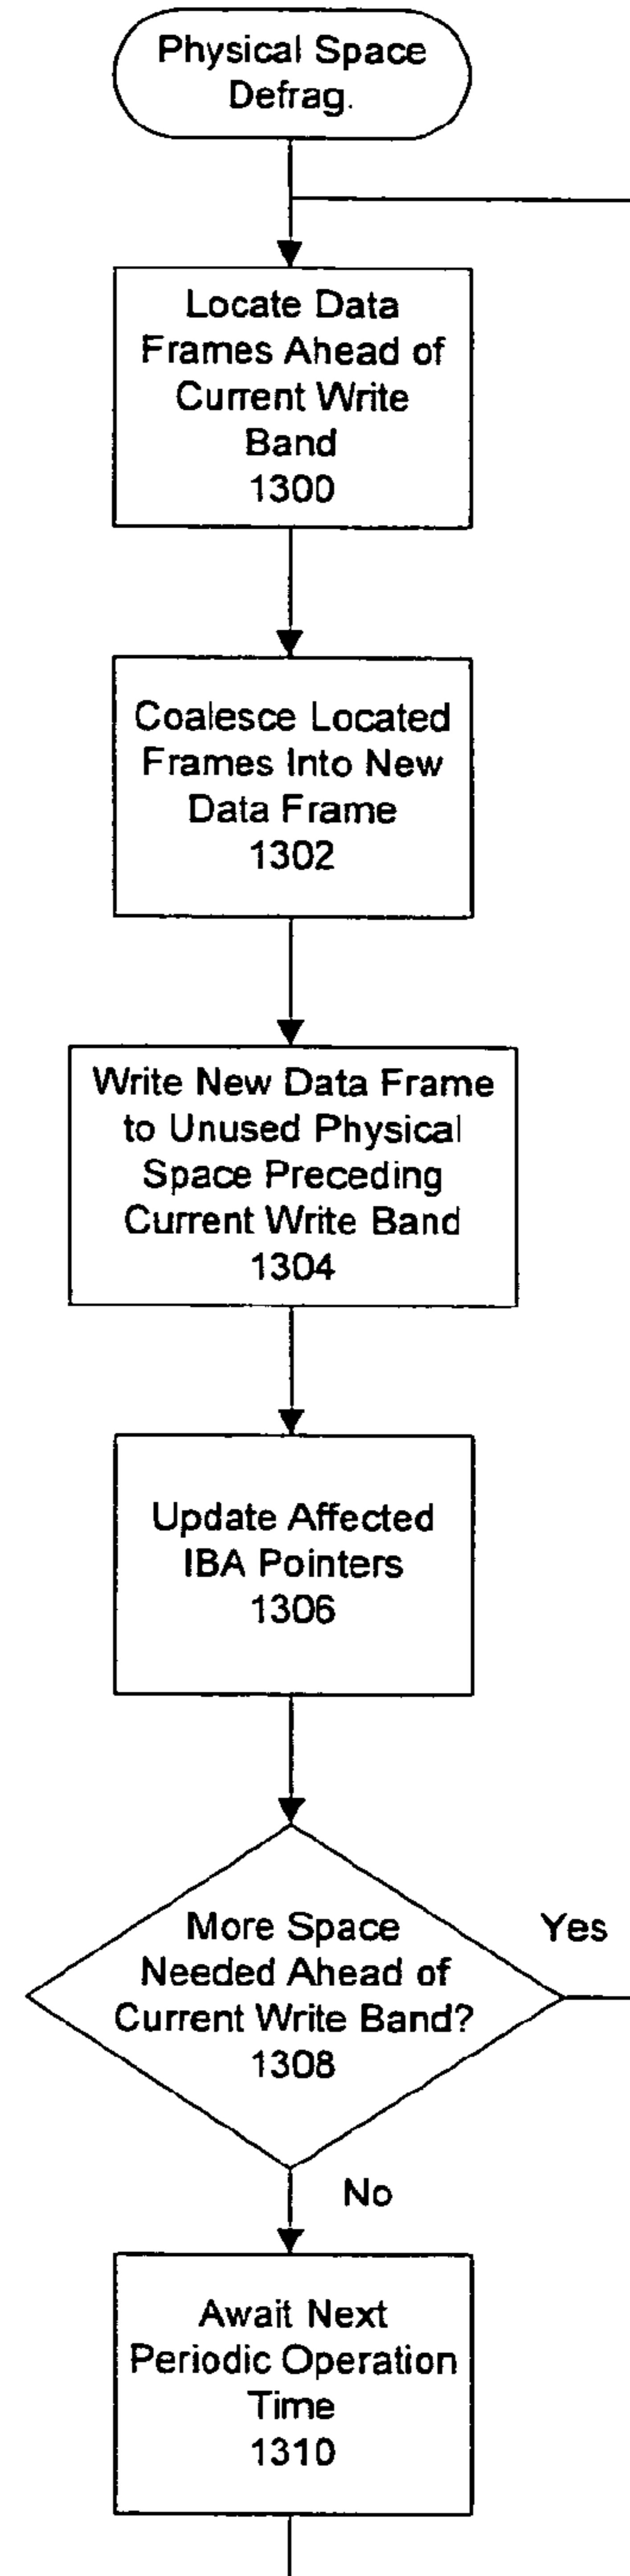 Physical Space
Defrag.
Locate Data
Frames Ahead of
Current Write
Band
1300
Coalesce Located
Frames Into New
Data Frame
1302
Write New Data Frame
to Unused Physical
Space Preceding
Current Write Band
1304
Update Affected
IBA Pointers
1306
More Space
Needed Ahead of
Current Write Band?
1308
Yes
No
Await Next
Periodic Operation
Time
1310